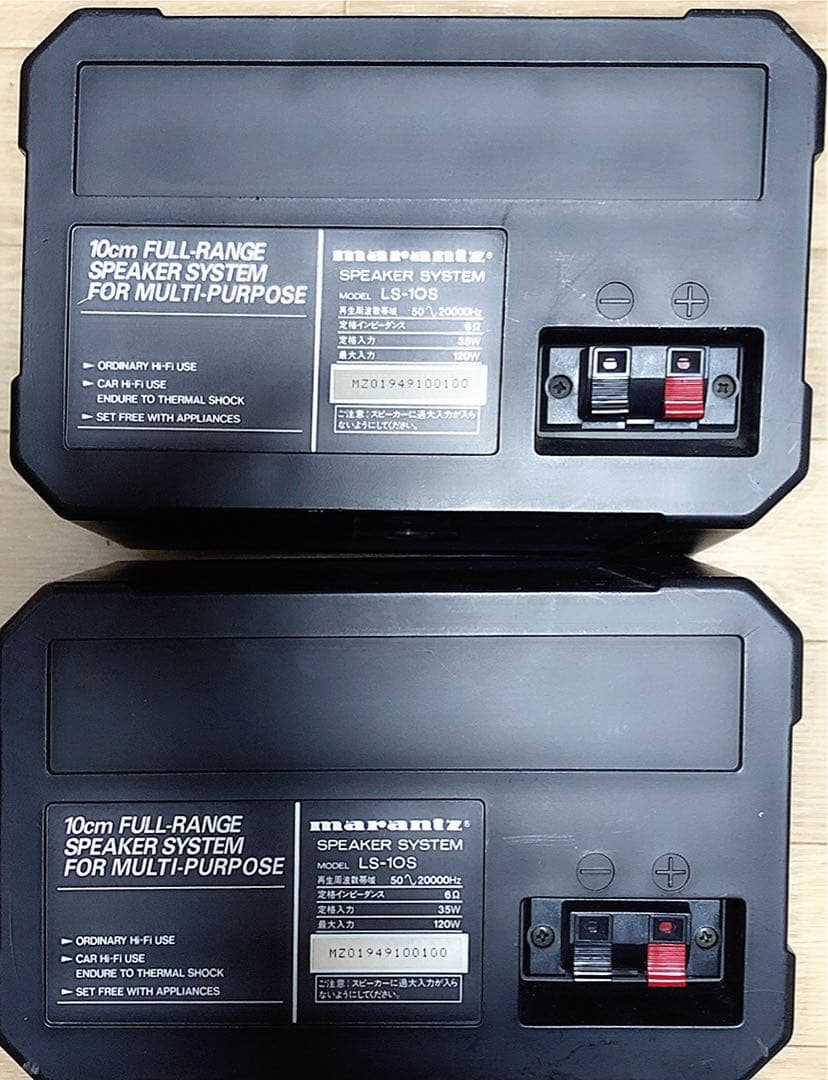 10cm FULL-RANGE
SPEAKER SYSTEM
FOR MULTI-PURPOSE
► ORDINARY Hi-Fi USE
► CAR Hi-Fi USE
ENDURE TO THERMAL SHOCK
► SET FREE WITH APPLIANCES
marantz®
SPEAKER SYSTEM
MODEL LS-10S
再生周波数帯域 50∿20000Hz
定格インピーダンス 6Ω
定格入力 35W
最大入力 120W
MZ01949100100
ご注意:スピーカーに過大入力が入ら
ないようにしてください。
− +
10cm FULL-RANGE
SPEAKER SYSTEM
FOR MULTI-PURPOSE
► ORDINARY Hi-Fi USE
► CAR Hi-Fi USE
ENDURE TO THERMAL SHOCK
► SET FREE WITH APPLIANCES
marantz®
SPEAKER SYSTEM
MODEL LS-10S
再生周波数帯域 50∿20000Hz
定格インピーダンス 6Ω
定格入力 35W
最大入力 120W
MZ01949100100
ご注意:スピーカーに過大入力が入ら
ないようにしてください。
− +